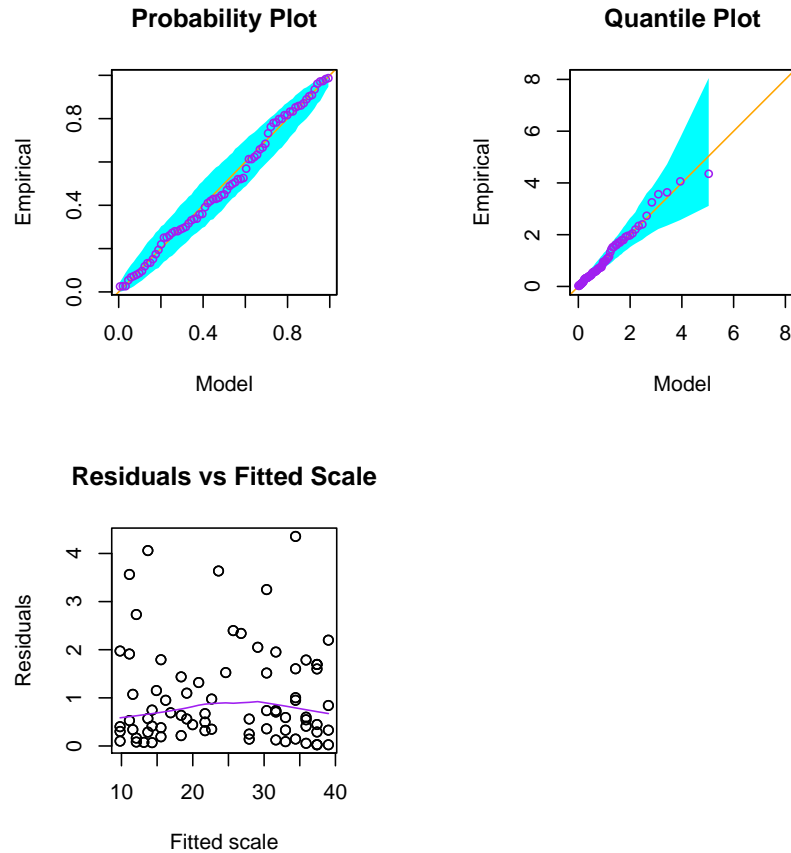 Probability Plot
Empirical
0.0 0.4 0.8
0.0 0.4 0.8
Model
Quantile Plot
Empirical
0 2 4 6 8
0 2 4 6 8
Model
Residuals vs Fitted Scale
Residuals
0 1 2 3 4
10 20 30 40
Fitted scale